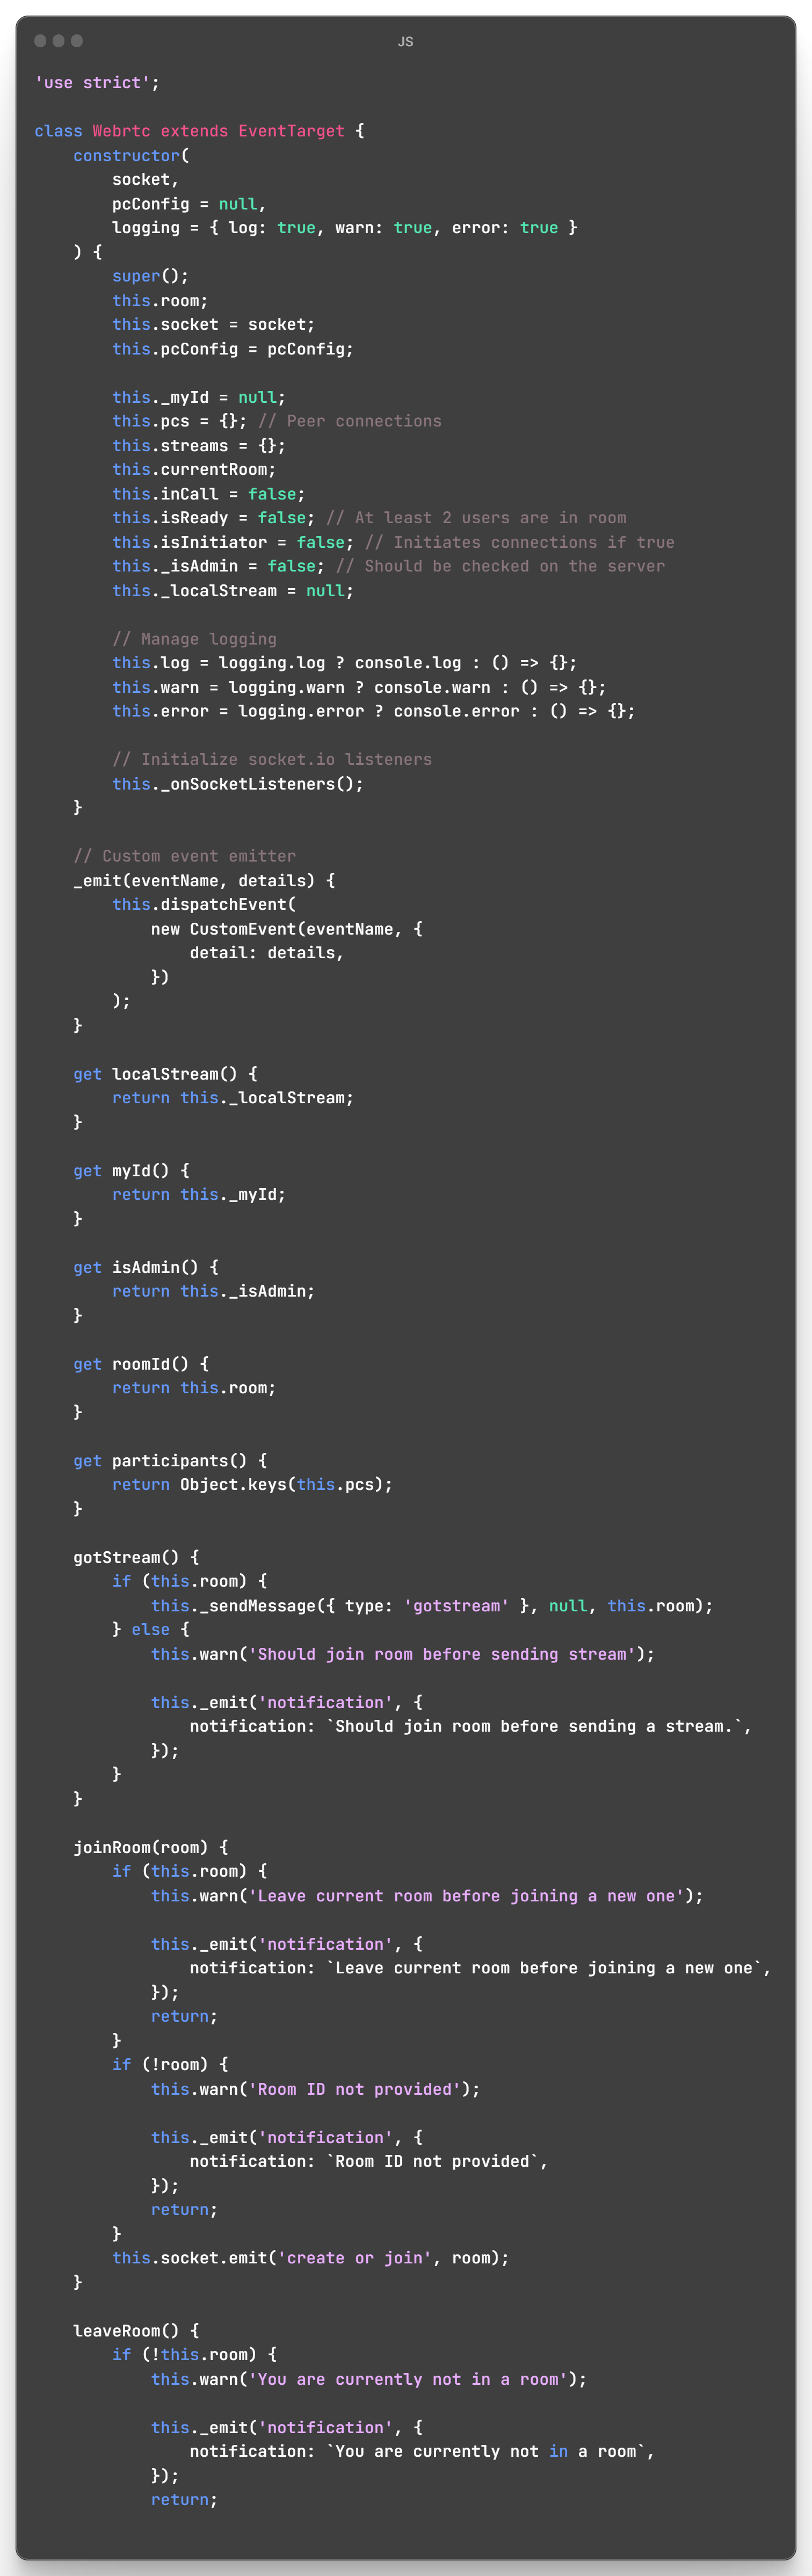 JS
'use strict';

class Webrtc extends EventTarget {
    constructor(
        socket,
        pcConfig = null,
        logging = { log: true, warn: true, error: true }
    ) {
        super();
        this.room;
        this.socket = socket;
        this.pcConfig = pcConfig;

        this._myId = null;
        this.pcs = {}; // Peer connections
        this.streams = {};
        this.currentRoom;
        this.inCall = false;
        this.isReady = false; // At least 2 users are in room
        this.isInitiator = false; // Initiates connections if true
        this._isAdmin = false; // Should be checked on the server
        this._localStream = null;

        // Manage logging
        this.log = logging.log ? console.log : () => {};
        this.warn = logging.warn ? console.warn : () => {};
        this.error = logging.error ? console.error : () => {};

        // Initialize socket.io listeners
        this._onSocketListeners();
    }

    // Custom event emitter
    _emit(eventName, details) {
        this.dispatchEvent(
            new CustomEvent(eventName, {
                detail: details,
            })
        );
    }

    get localStream() {
        return this._localStream;
    }

    get myId() {
        return this._myId;
    }

    get isAdmin() {
        return this._isAdmin;
    }

    get roomId() {
        return this.room;
    }

    get participants() {
        return Object.keys(this.pcs);
    }

    gotStream() {
        if (this.room) {
            this._sendMessage({ type: 'gotstream' }, null, this.room);
        } else {
            this.warn('Should join room before sending stream');

            this._emit('notification', {
                notification: `Should join room before sending a stream.`,
            });
        }
    }

    joinRoom(room) {
        if (this.room) {
            this.warn('Leave current room before joining a new one');

            this._emit('notification', {
                notification: `Leave current room before joining a new one`,
            });
            return;
        }
        if (!room) {
            this.warn('Room ID not provided');

            this._emit('notification', {
                notification: `Room ID not provided`,
            });
            return;
        }
        this.socket.emit('create or join', room);
    }

    leaveRoom() {
        if (!this.room) {
            this.warn('You are currently not in a room');

            this._emit('notification', {
                notification: `You are currently not in a room`,
            });
            return;